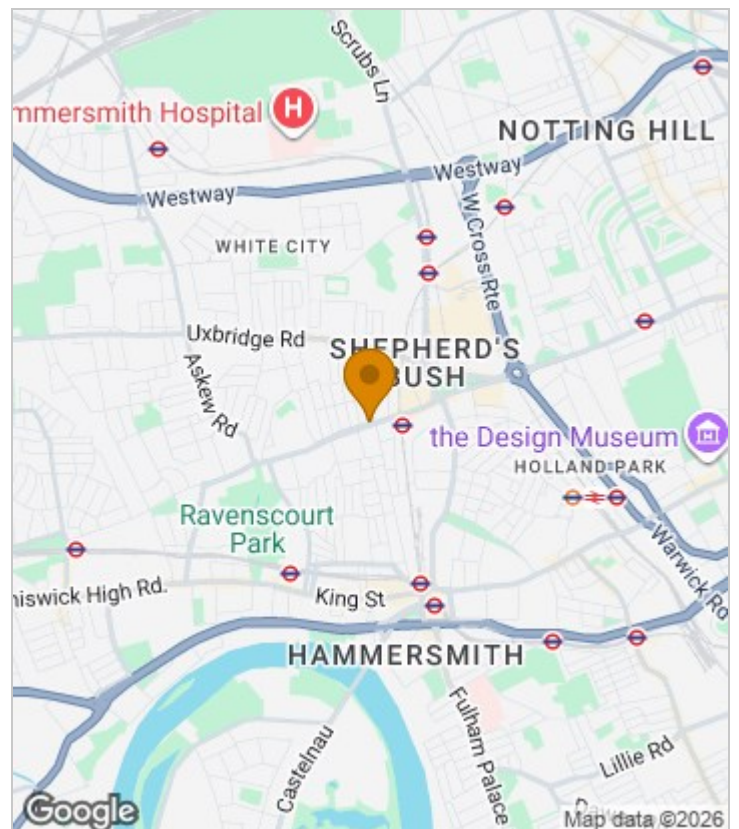 Scrubs Ln
mmersmith Hospital
H
NOTTING HILL
Westway
Westway
W Cross Rte
WHITE CITY
Uxbridge Rd
SHEPHERD'S
BUSH
Askew Rd
the Design Museum
HOLLAND PARK
Ravenscourt
Park
Warwick Rd
hiswick High Rd.
King St
HAMMERSMITH
Fulham Palace
Castelnau
Lillie Rd
Google
Map data ©2026